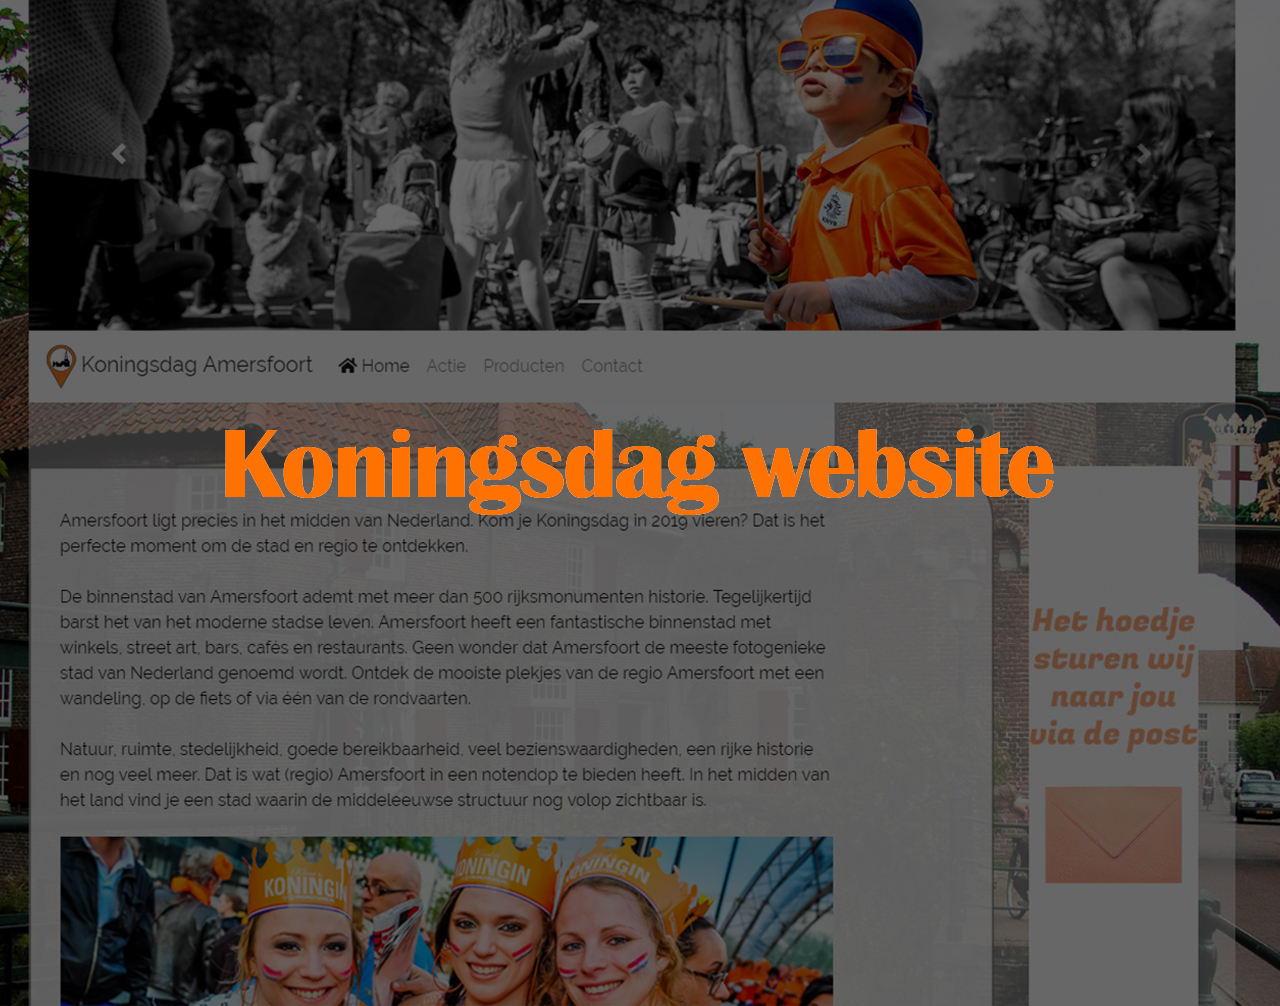 KNVB
Koningsdag Amersfoort Home Actie Producten Contact
Koningsdag website
Amersfoort ligt precies in het midden van Nederland. Kom je Koningsdag in 2019 vieren? Dat is het
perfecte moment om de stad en regio te ontdekken.
De binnenstad van Amersfoort ademt met meer dan 500 rijksmonumenten historie. Tegelijkertijd
barst het van het moderne stadse leven. Amersfoort heeft een fantastische binnenstad met
winkels, street art, bars, cafés en restaurants. Geen wonder dat Amersfoort de meeste fotogenieke
stad van Nederland genoemd wordt. Ontdek de mooiste plekjes van de regio Amersfoort met een
wandeling, op de fiets of via één van de rondvaarten.
Natuur, ruimte, stedelijkheid, goede bereikbaarheid, veel bezienswaardigheden, een rijke historie
en nog veel meer. Dat is wat (regio) Amersfoort in een notendop te bieden heeft. In het midden van
het land vind je een stad waarin de middeleeuwse structuur nog volop zichtbaar is.
Het hoedje
sturen wij
naar jou
via de post
KONINGIN
KONINGIN
KONINGIN